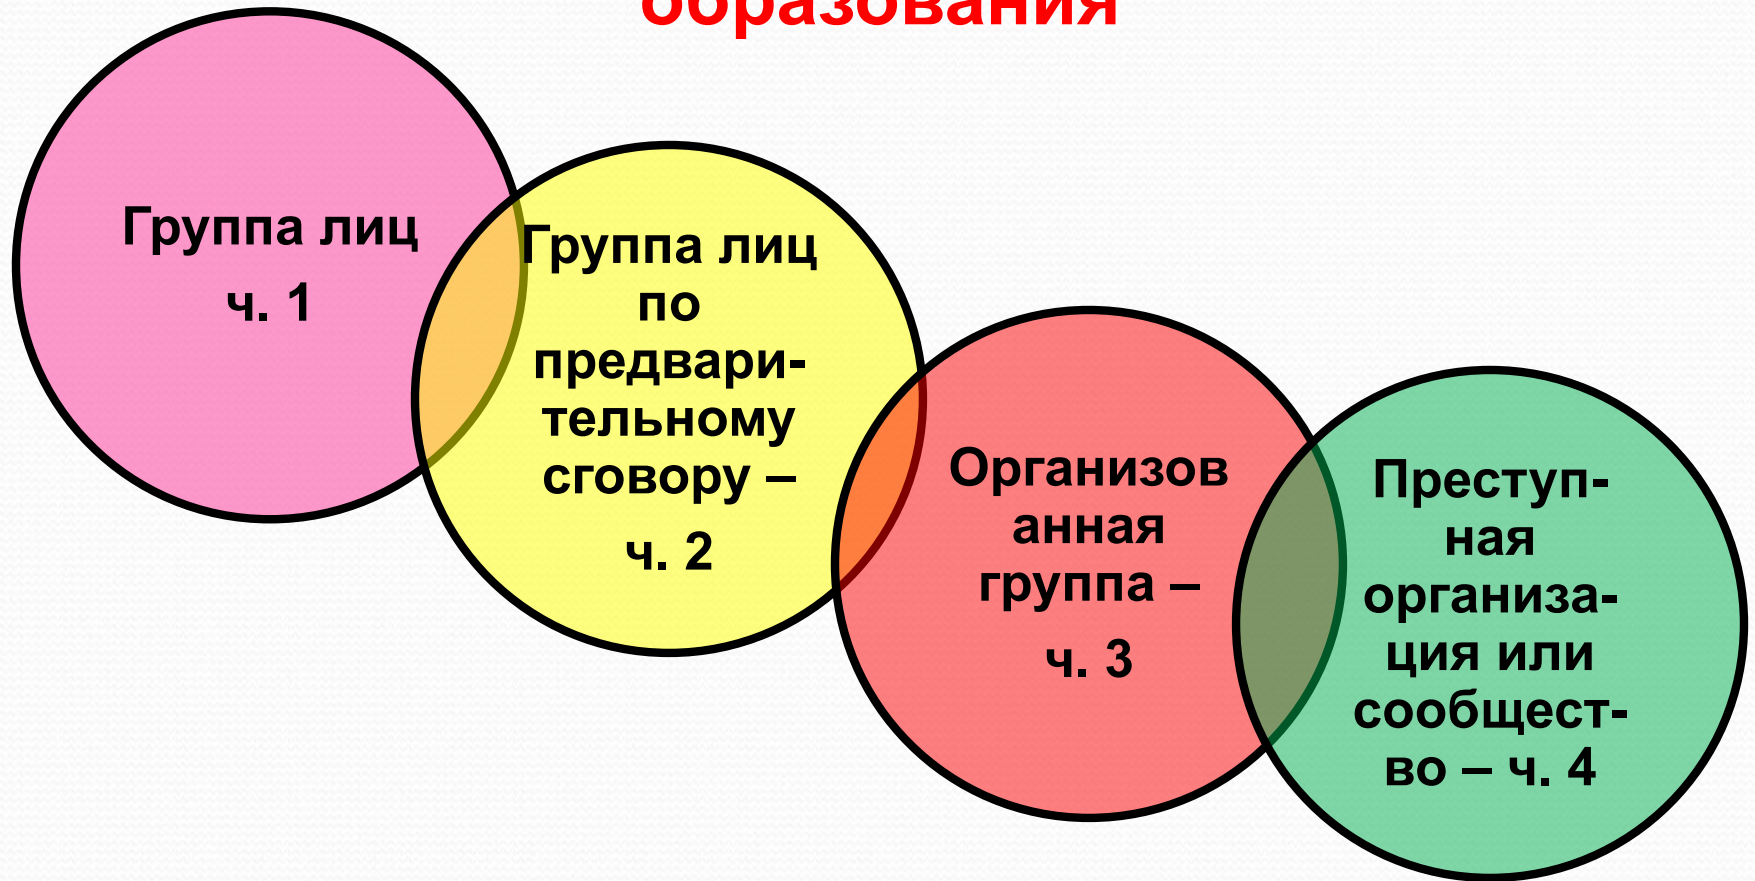 образования
Группа лиц
ч. 1
Группа лиц
по
предвари-
тельному
сговору –
ч. 2
Организов
анная
группа –
ч. 3
Преступ-
ная
организа-
ция или
сообщест-
во – ч. 4